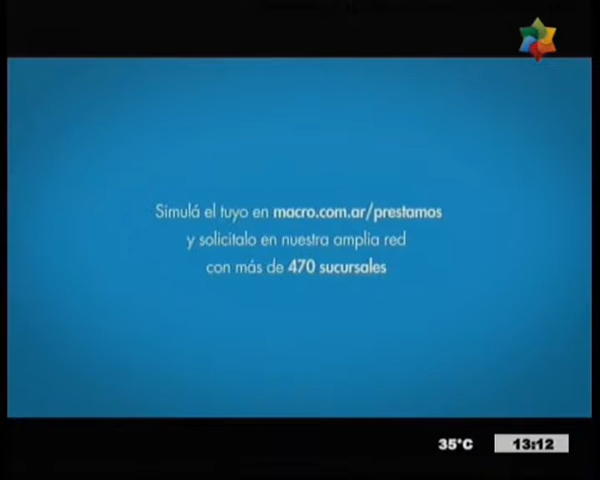 Simulá el tuyo en macro.com.ar/prestamos
y solicitalo en nuestra amplia red
con más de 470 sucursales
35°C 13:12